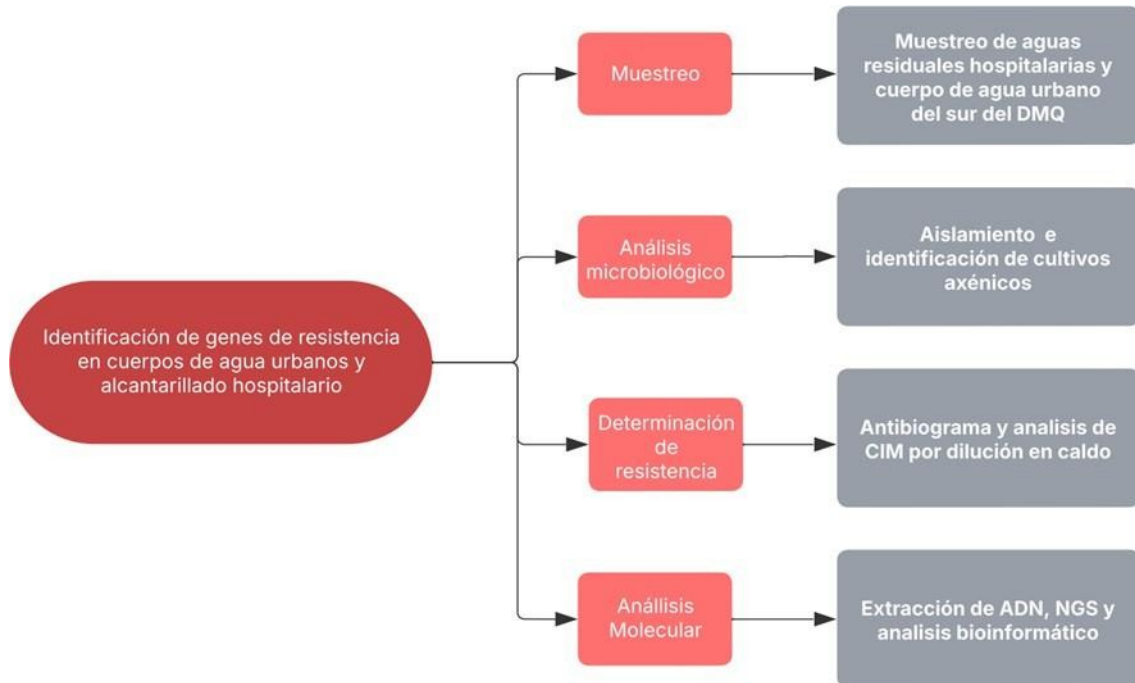 Identificación de genes de resistencia
en cuerpos de agua urbanos y
alcantarillado hospitalario
Muestreo
Muestreo de aguas
residuales hospitalarias y
cuerpo de agua urbano
del sur del DMQ
Análisis
microbiológico
Aislamiento e
identificación de cultivos
axénicos
Determinación
de
resistencia
Antibiograma y analisis de
CIM por dilución en caldo
Anállisis
Molecular
Extracción de ADN, NGS y
analisis bioinformático